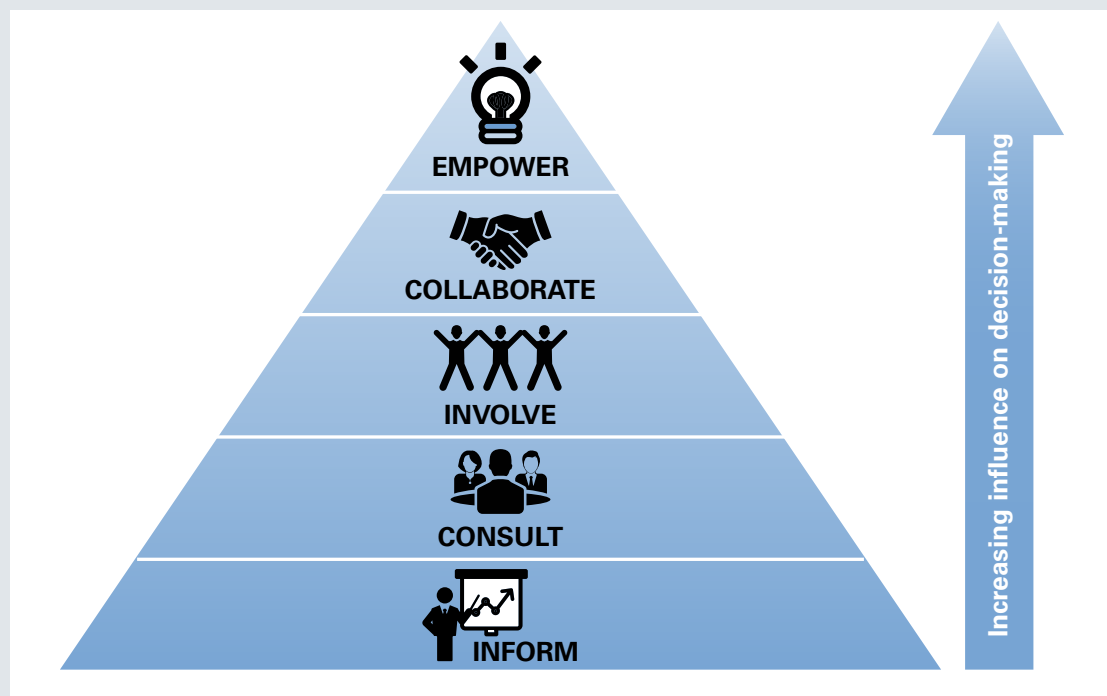 EMPOWER
COLLABORATE
INVOLVE
CONSULT
INFORM
Increasing influence on decision-making